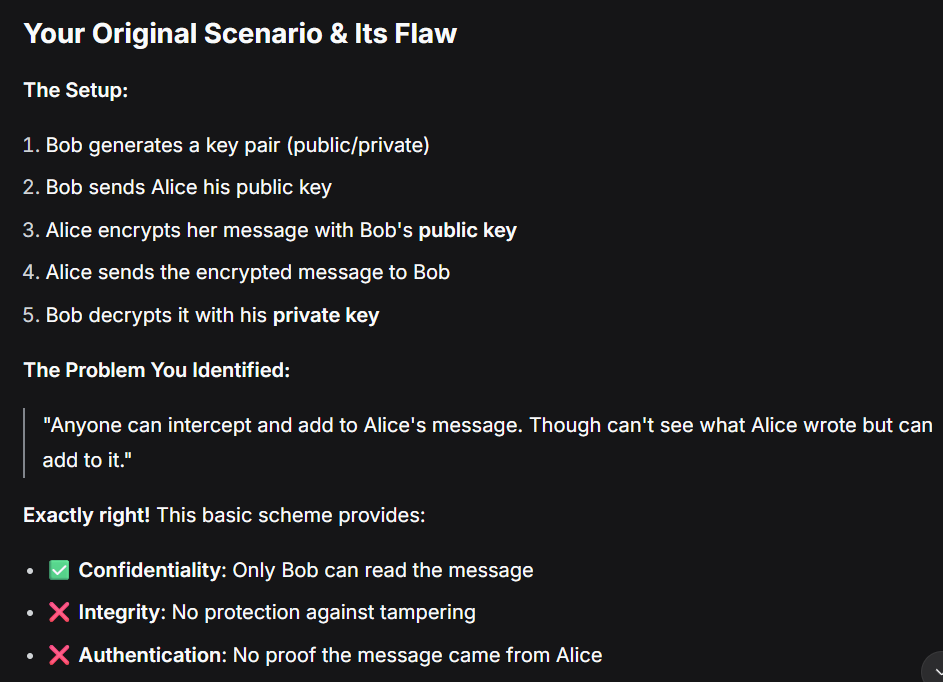 Your Original Scenario & Its Flaw
The Setup:
1. Bob generates a key pair (public/private)
2. Bob sends Alice his public key
3. Alice encrypts her message with Bob's public key
4. Alice sends the encrypted message to Bob
5. Bob decrypts it with his private key
The Problem You Identified:
"Anyone can intercept and add to Alice's message. Though can't see what Alice wrote but can
add to it."
Exactly right! This basic scheme provides:
• ✅ Confidentiality: Only Bob can read the message
• ❌ Integrity: No protection against tampering
• ❌ Authentication: No proof the message came from Alice